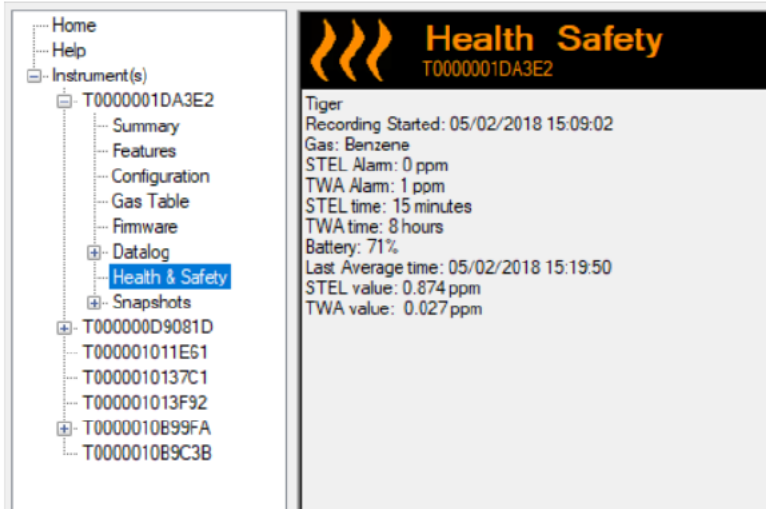 Home
Help
Instrument(s)
T0000001DA3E2
Summary
Features
Configuration
Gas Table
Firmware
Datalog
Health & Safety
Snapshots
T000000D9081D
T000001011E61
T0000010137C1
T000001013F92
T0000010B99FA
T0000010B9C3B
Health Safety
T0000001DA3E2
Tiger
Recording Started: 05/02/2018 15:09:02
Gas: Benzene
STEL Alarm: 0 ppm
TWA Alarm: 1 ppm
STEL time: 15 minutes
TWA time: 8 hours
Battery: 71%
Last Average time: 05/02/2018 15:19:50
STEL value: 0.874 ppm
TWA value: 0.027 ppm